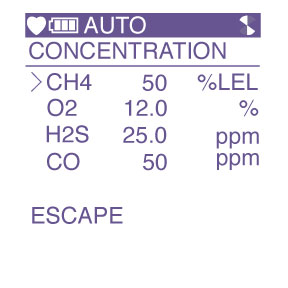 AUTO
CONCENTRATION
>CH4 50 %LEL
O2 12.0 %
H2S 25.0 ppm
CO 50 ppm
ESCAPE